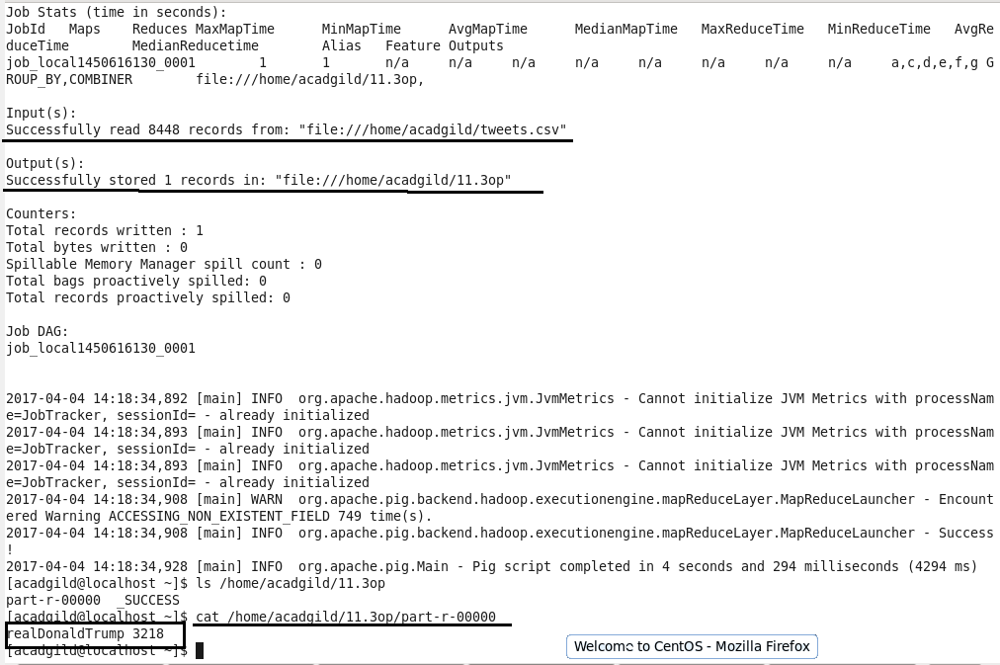 Job Stats (time in seconds):
JobId   Maps    Reduces MaxMapTime      MinMapTime      AvgMapTime      MedianMapTime   MaxReduceTime   MinReduceTime   AvgRe
duceTime        MedianReducetime        Alias   Feature Outputs
job_local1450616130_0001        1       1       n/a     n/a     n/a     n/a     n/a     n/a     n/a     n/a     a,c,d,e,f,g G
ROUP_BY,COMBINER        file:///home/acadgild/11.3op,
Input(s):
Successfully read 8448 records from: "file:///home/acadgild/tweets.csv"
Output(s):
Successfully stored 1 records in: "file:///home/acadgild/11.3op"
Counters:
Total records written : 1
Total bytes written : 0
Spillable Memory Manager spill count : 0
Total bags proactively spilled: 0
Total records proactively spilled: 0
Job DAG:
job_local1450616130_0001
2017-04-04 14:18:34,892 [main] INFO  org.apache.hadoop.metrics.jvm.JvmMetrics - Cannot initialize JVM Metrics with processNam
e=JobTracker, sessionId= - already initialized
2017-04-04 14:18:34,893 [main] INFO  org.apache.hadoop.metrics.jvm.JvmMetrics - Cannot initialize JVM Metrics with processNam
e=JobTracker, sessionId= - already initialized
2017-04-04 14:18:34,893 [main] INFO  org.apache.hadoop.metrics.jvm.JvmMetrics - Cannot initialize JVM Metrics with processNam
e=JobTracker, sessionId= - already initialized
2017-04-04 14:18:34,908 [main] WARN  org.apache.pig.backend.hadoop.executionengine.mapReduceLayer.MapReduceLauncher - Encount
ered Warning ACCESSING_NON_EXISTENT_FIELD 749 time(s).
2017-04-04 14:18:34,908 [main] INFO  org.apache.pig.backend.hadoop.executionengine.mapReduceLayer.MapReduceLauncher - Success
!
2017-04-04 14:18:34,928 [main] INFO  org.apache.pig.Main - Pig script completed in 4 seconds and 294 milliseconds (4294 ms)
[acadgild@localhost ~]$ ls /home/acadgild/11.3op
part-r-00000  _SUCCESS
[acadgild@localhost ~]$ cat /home/acadgild/11.3op/part-r-00000
realDonaldTrump 3218
[acadgild@localhost ~]$
Welcome to CentOS - Mozilla Firefox